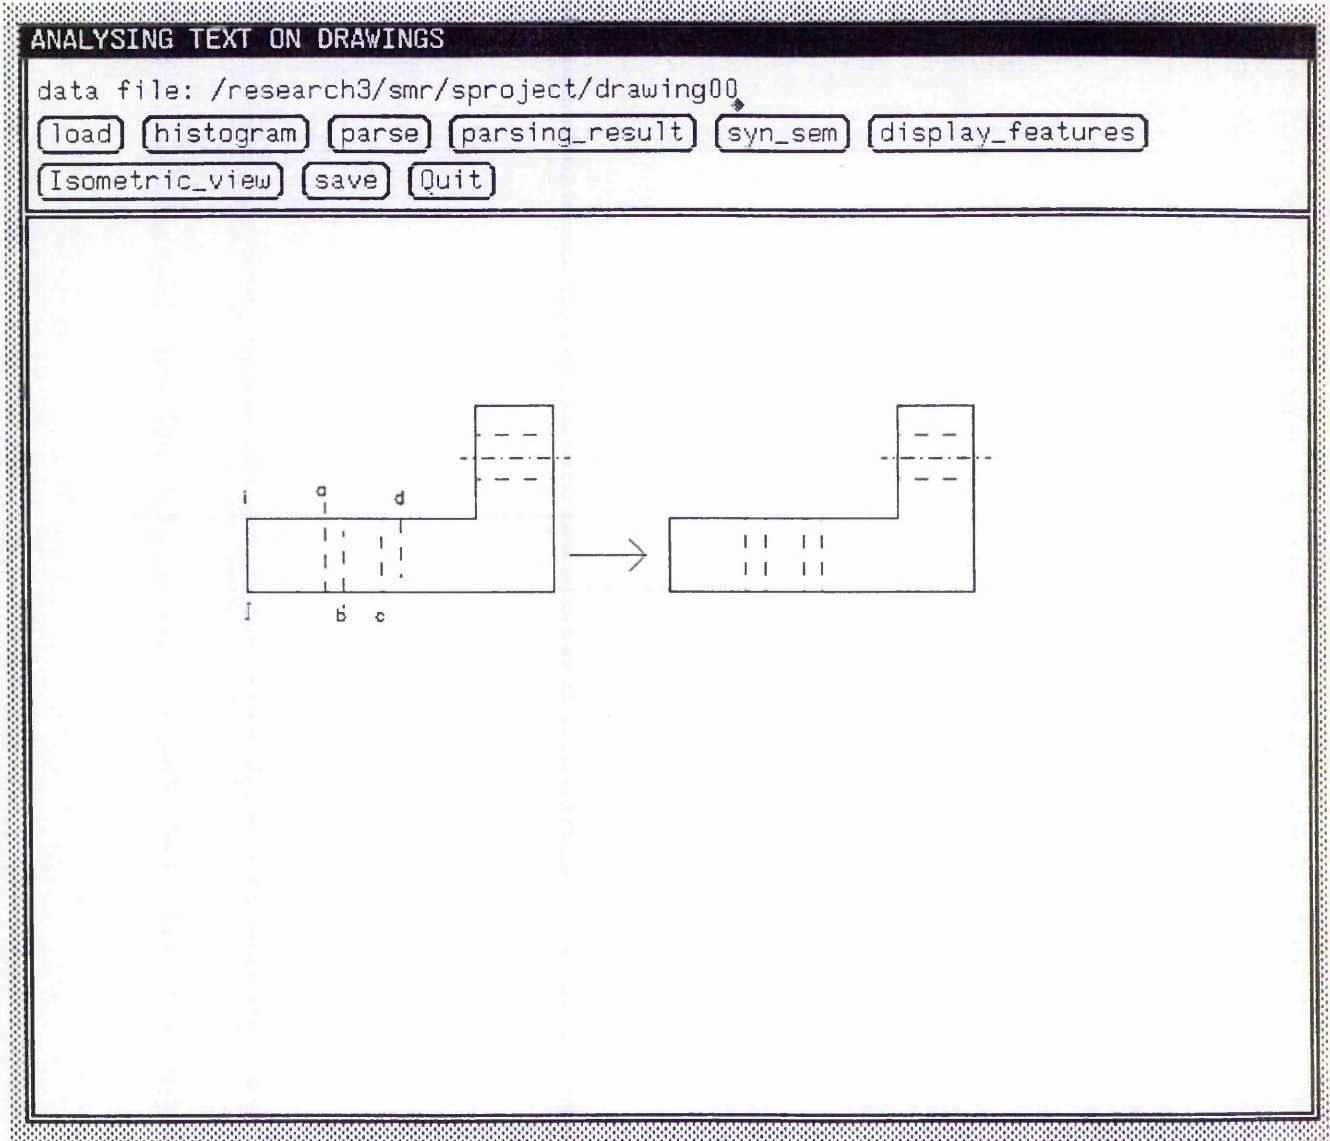 ANALYSING TEXT ON DRAWINGS
data file: /research3/smr/sproject/drawing00
load histogram parse parsing_result syn_sem display_features
Isometric_view save Quit
i a d
j b c